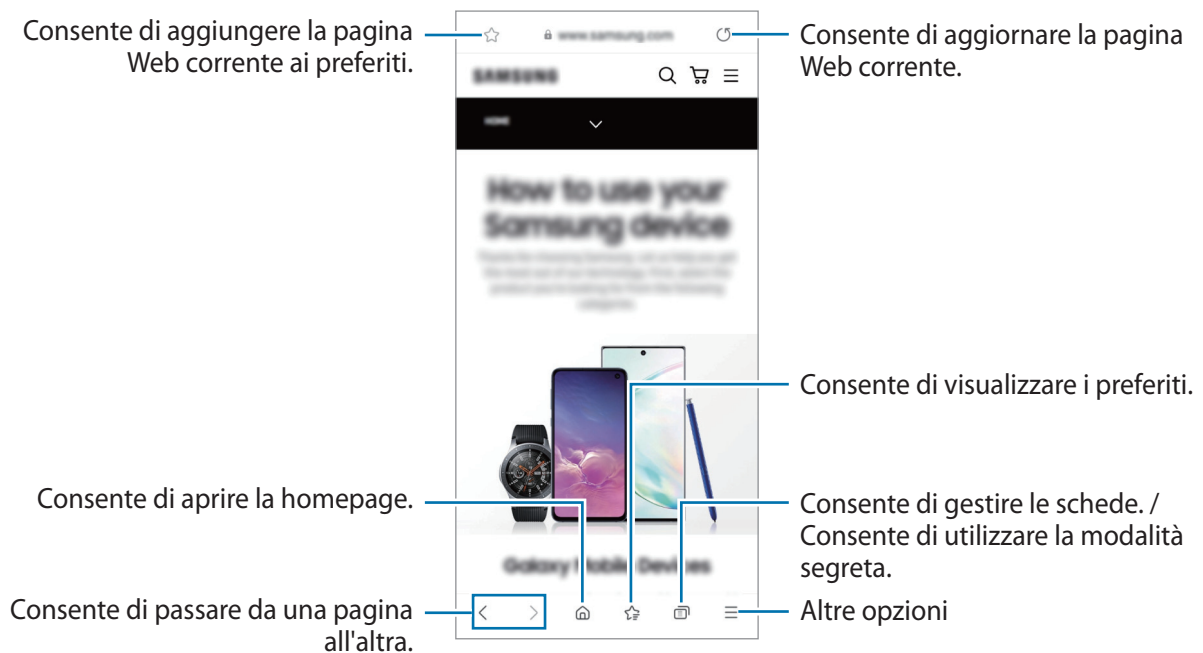 Consente di aggiungere la pagina
Web corrente ai preferiti.
www.samsung.com
Consente di aggiornare la pagina
Web corrente.
SAMSUNG
HOME
How to use your
Samsung device
Consente di visualizzare i preferiti.
Consente di aprire la homepage.
Consente di gestire le schede. /
Consente di utilizzare la modalità
segreta.
Galaxy Mobile Devices
Consente di passare da una pagina
all'altra.
Altre opzioni